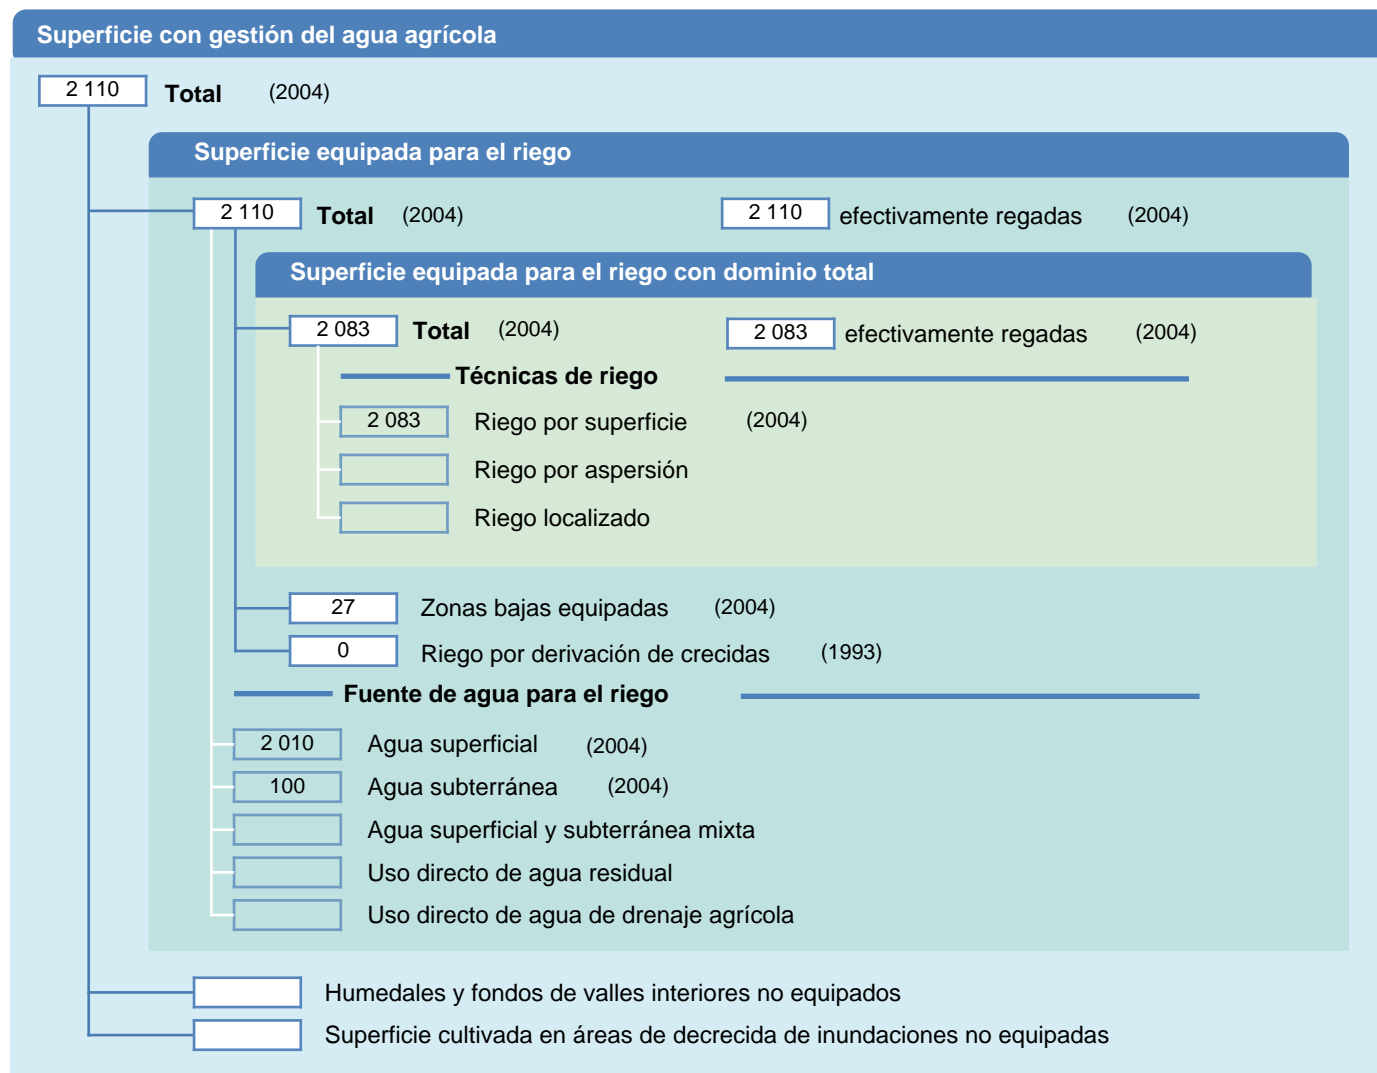 Superficie con gestión del agua agrícola
2 110 Total (2004)
Superficie equipada para el riego
2 110 Total (2004) 2 110 efectivamente regadas (2004)
Superficie equipada para el riego con dominio total
2 083 Total (2004) 2 083 efectivamente regadas (2004)
Técnicas de riego
2 083 Riego por superficie (2004)
Riego por aspersión
Riego localizado
27 Zonas bajas equipadas (2004)
0 Riego por derivación de crecidas (1993)
Fuente de agua para el riego
2 010 Agua superficial (2004)
100 Agua subterránea (2004)
Agua superficial y subterránea mixta
Uso directo de agua residual
Uso directo de agua de drenaje agrícola
Humedales y fondos de valles interiores no equipados
Superficie cultivada en áreas de decrecida de inundaciones no equipadas